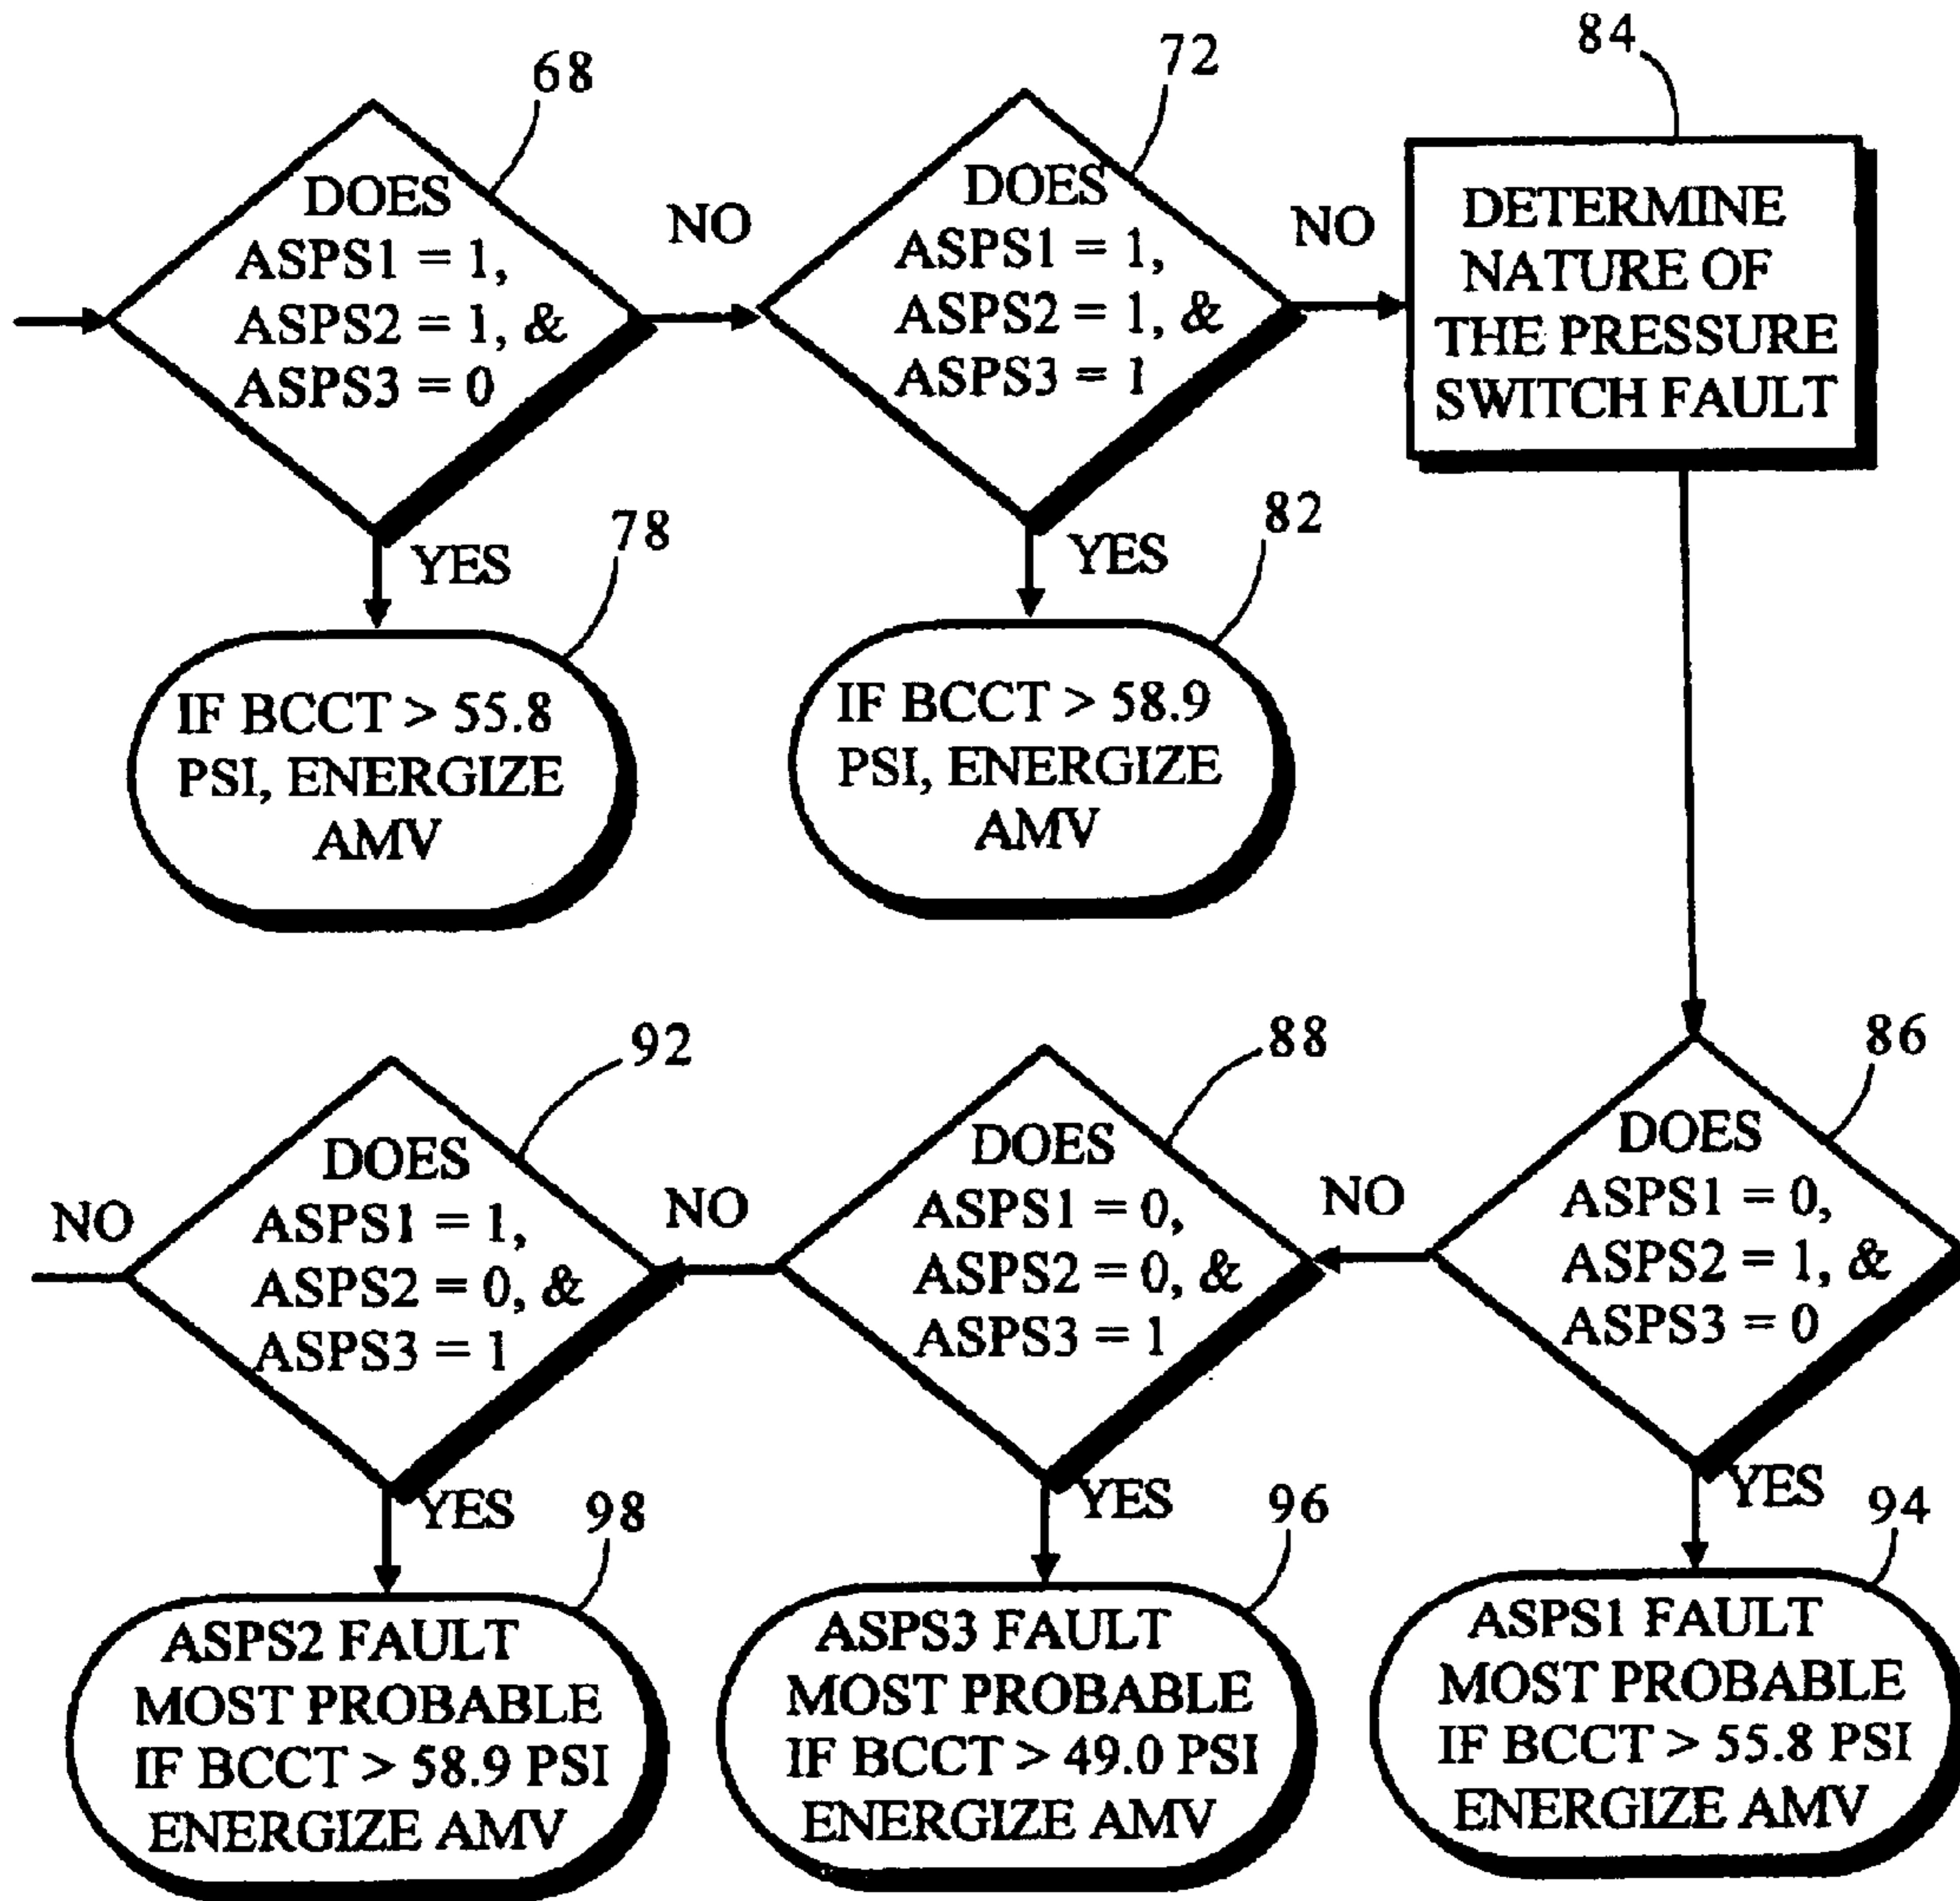 68
DOES
ASPS1 = 1,
ASPS2 = 1, &
ASPS3 = 0
NO
YES
78
IF BCCT > 55.8
PSI, ENERGIZE
AMV
72
DOES
ASPS1 = 1,
ASPS2 = 1, &
ASPS3 = 1
NO
YES
82
IF BCCT > 58.9
PSI, ENERGIZE
AMV
84
DETERMINE
NATURE OF
THE PRESSURE
SWITCH FAULT
86
DOES
ASPS1 = 0,
ASPS2 = 1, &
ASPS3 = 0
NO
YES
94
ASPS1 FAULT
MOST PROBABLE
IF BCCT > 55.8 PSI
ENERGIZE AMV
88
DOES
ASPS1 = 0,
ASPS2 = 0, &
ASPS3 = 1
NO
YES
96
ASPS3 FAULT
MOST PROBABLE
IF BCCT > 49.0 PSI
ENERGIZE AMV
92
DOES
ASPS1 = 1,
ASPS2 = 0, &
ASPS3 = 1
NO
YES
98
ASPS2 FAULT
MOST PROBABLE
IF BCCT > 58.9 PSI
ENERGIZE AMV